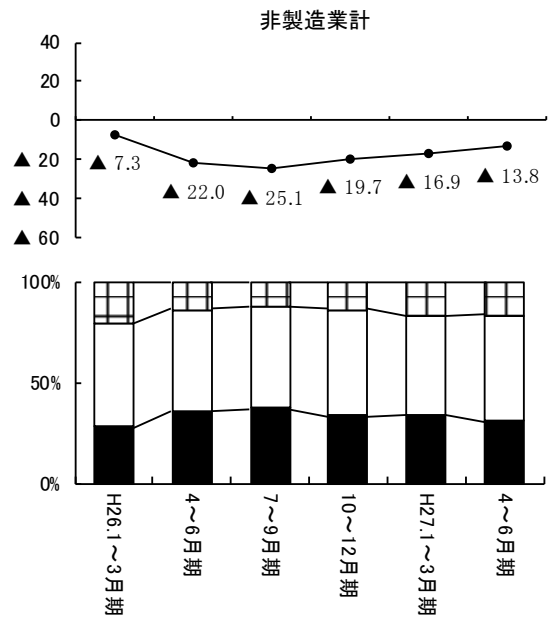 非製造業計
40
20
0
▲ 20
▲ 40
▲ 60
▲ 7.3
▲ 22.0
▲ 25.1
▲ 19.7
▲ 16.9
▲ 13.8
100%
50%
0%
H26.1～3月期
4～6月期
7～9月期
10～12月期
H27.1～3月期
4～6月期